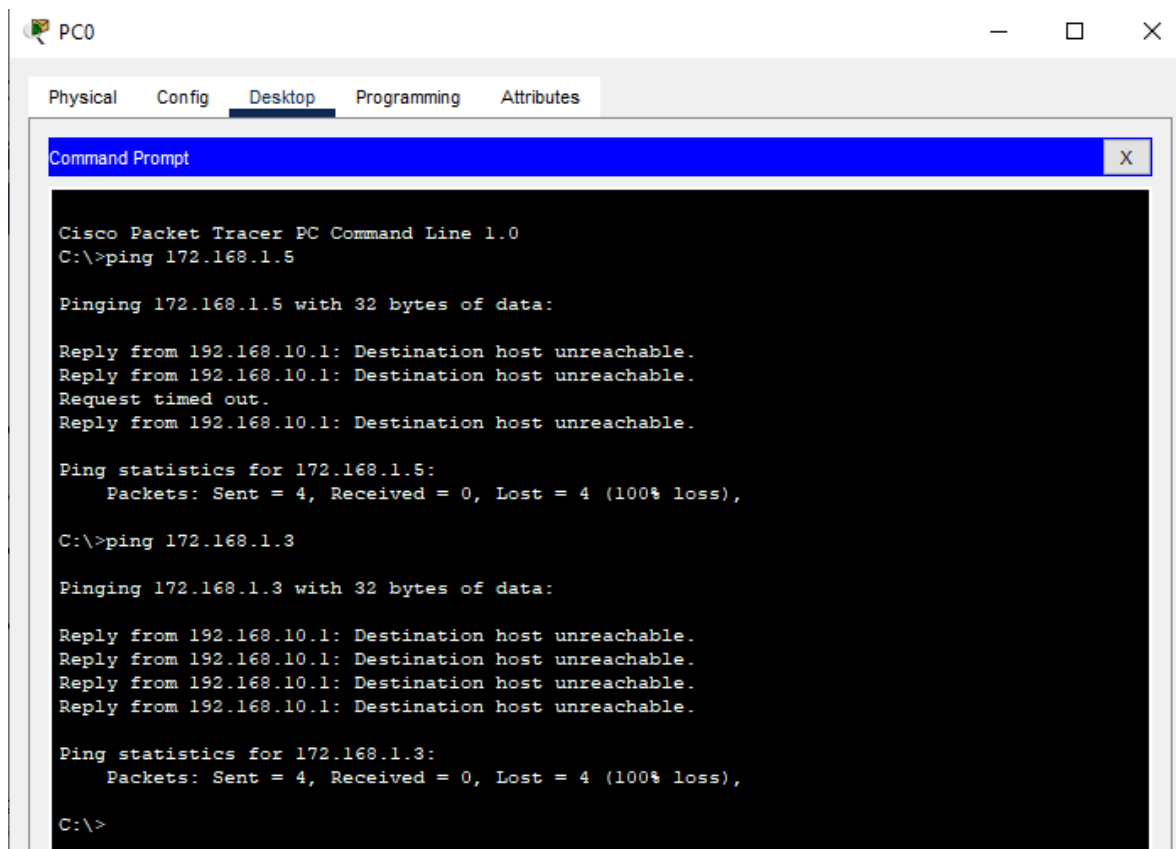 PC0
Physical Config Desktop Programming Attributes
Command Prompt X
Cisco Packet Tracer PC Command Line 1.0
C:\>ping 172.168.1.5
Pinging 172.168.1.5 with 32 bytes of data:
Reply from 192.168.10.1: Destination host unreachable.
Reply from 192.168.10.1: Destination host unreachable.
Request timed out.
Reply from 192.168.10.1: Destination host unreachable.
Ping statistics for 172.168.1.5:
Packets: Sent = 4, Received = 0, Lost = 4 (100% loss),
C:\>ping 172.168.1.3
Pinging 172.168.1.3 with 32 bytes of data:
Reply from 192.168.10.1: Destination host unreachable.
Reply from 192.168.10.1: Destination host unreachable.
Reply from 192.168.10.1: Destination host unreachable.
Reply from 192.168.10.1: Destination host unreachable.
Ping statistics for 172.168.1.3:
Packets: Sent = 4, Received = 0, Lost = 4 (100% loss),
C:\>